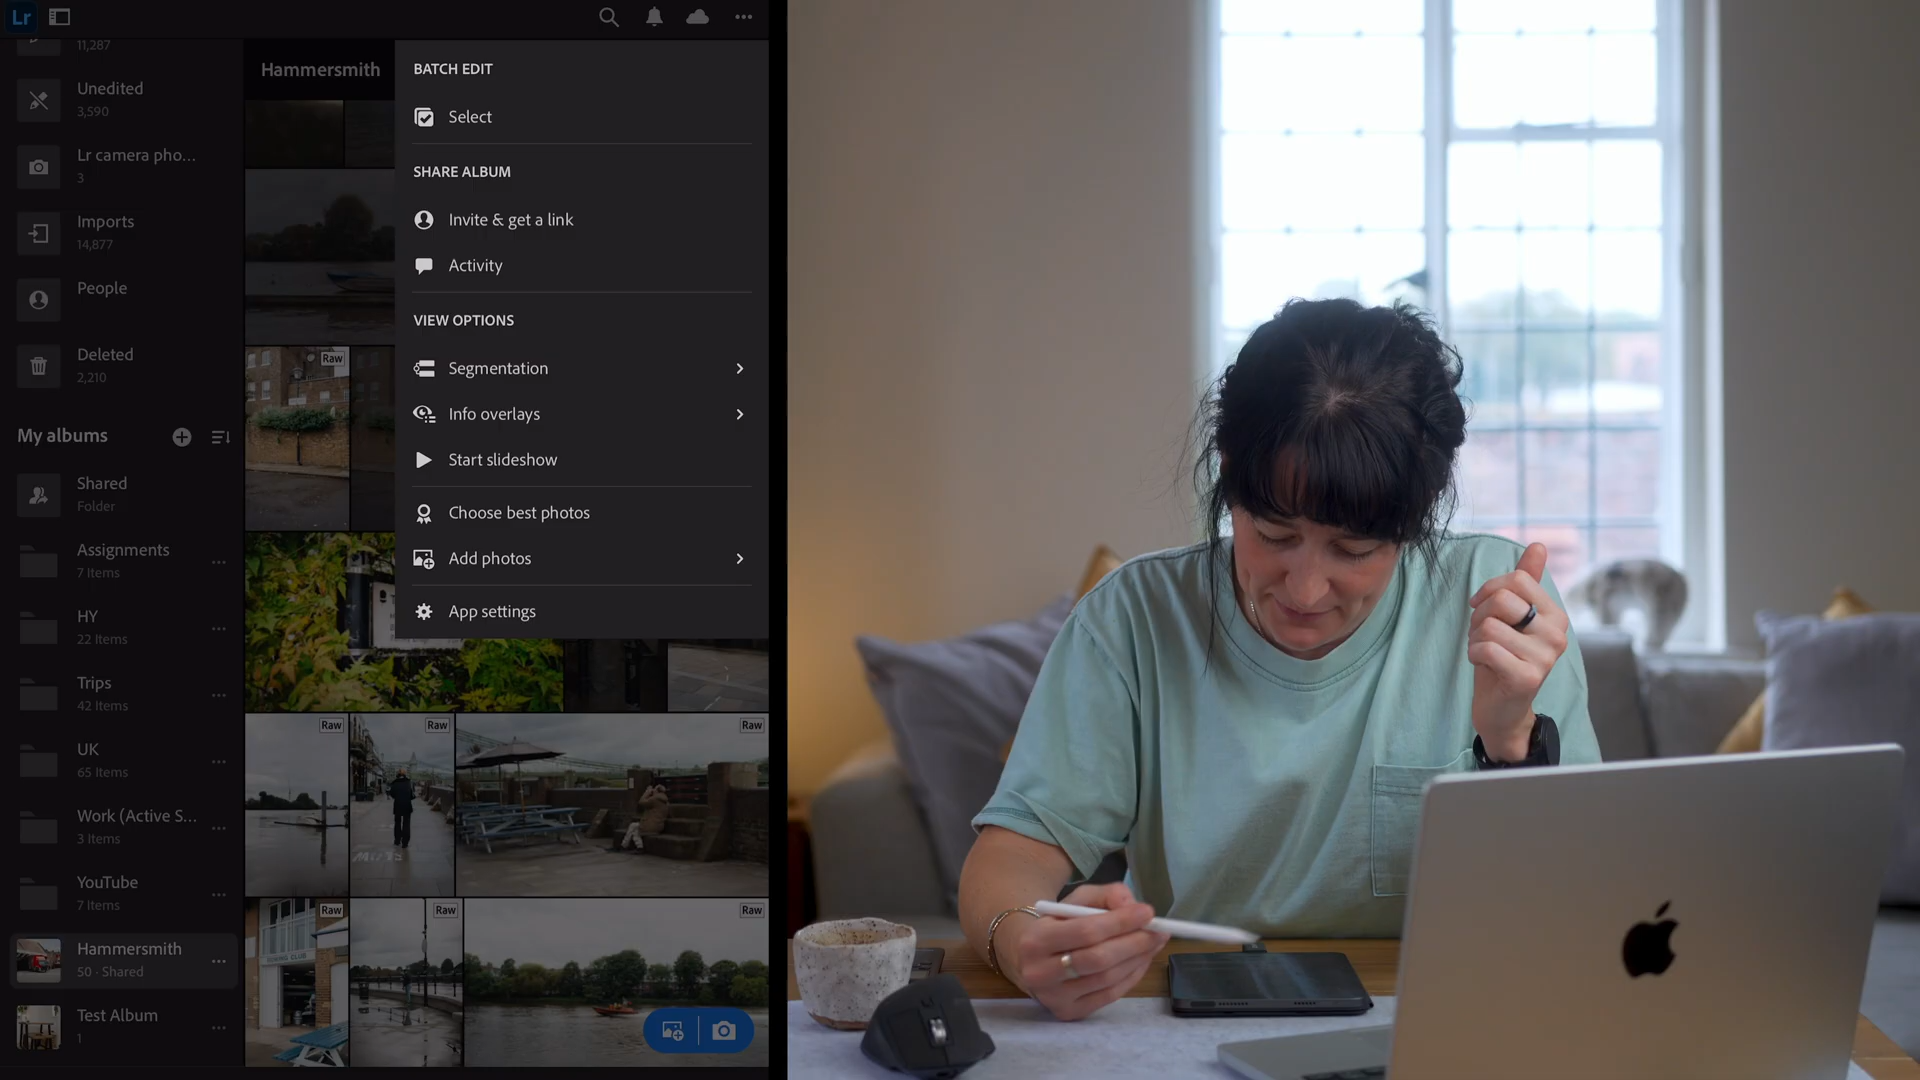 Lr
11,287
Unedited
3,590
Lr camera pho...
3
Imports
14,877
People
Deleted
2,210
My albums
Shared
Folder
Assignments
7 Items
HY
22 Items
Trips
42 Items
UK
65 Items
Work (Active S...
3 Items
YouTube
7 Items
Hammersmith
50 · Shared
Test Album
1
Hammersmith
BATCH EDIT
Select
SHARE ALBUM
Invite & get a link
Activity
VIEW OPTIONS
Segmentation
Info overlays
Start slideshow
Choose best photos
Add photos
App settings
Raw
Raw
Raw
Raw
Raw
Raw
Raw